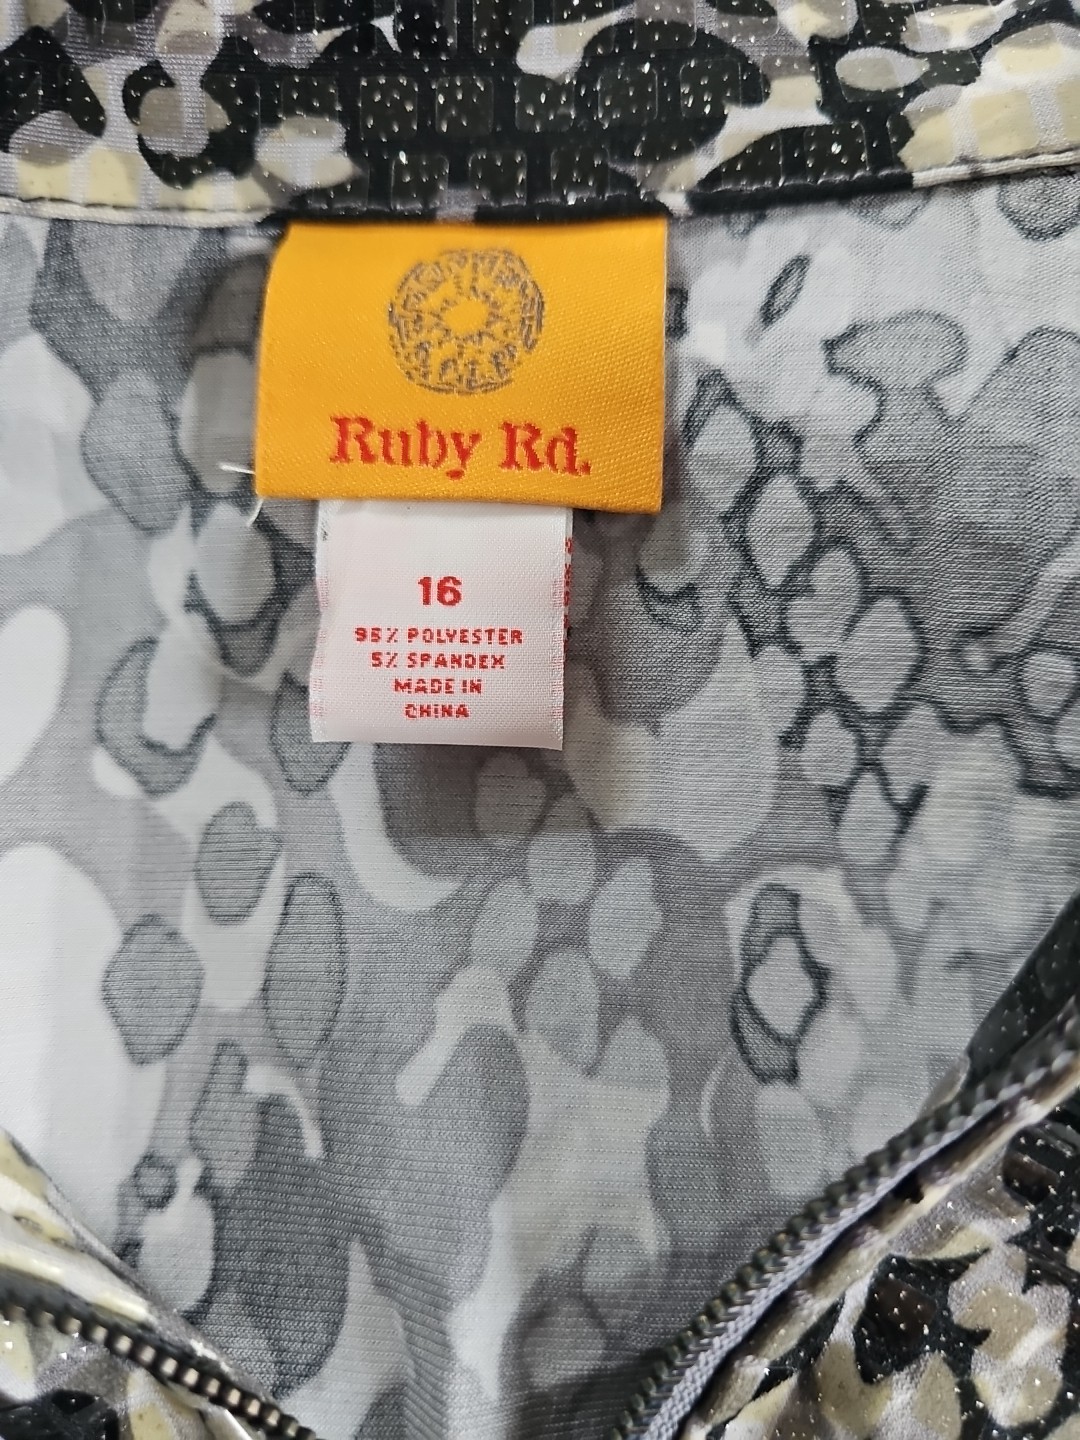 Ruby Rd.
16
95% POLYESTER
5% SPANDEX
MADE IN
CHINA